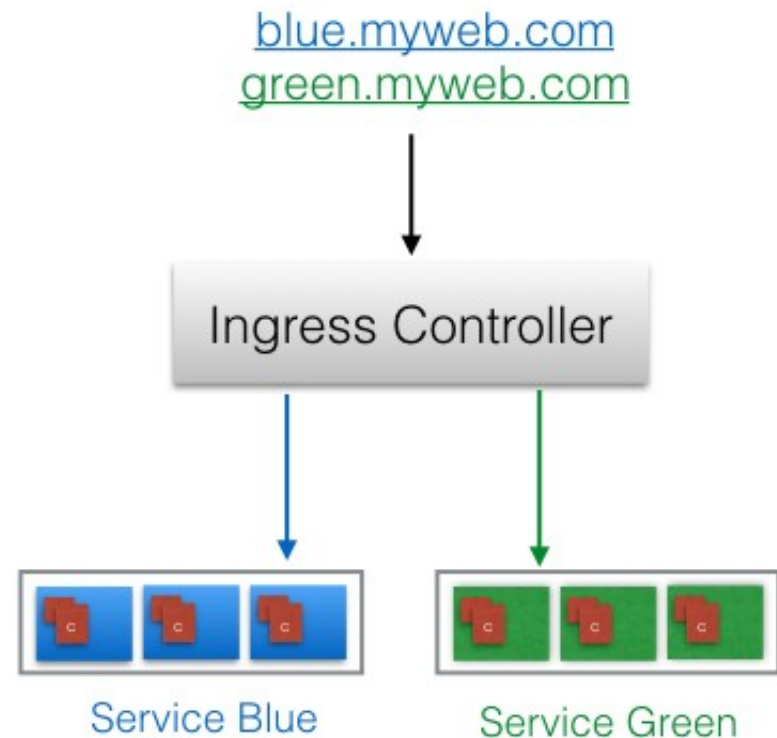 blue.myweb.com
green.myweb.com
Ingress Controller
C C C C C C
Service Blue
Service Green